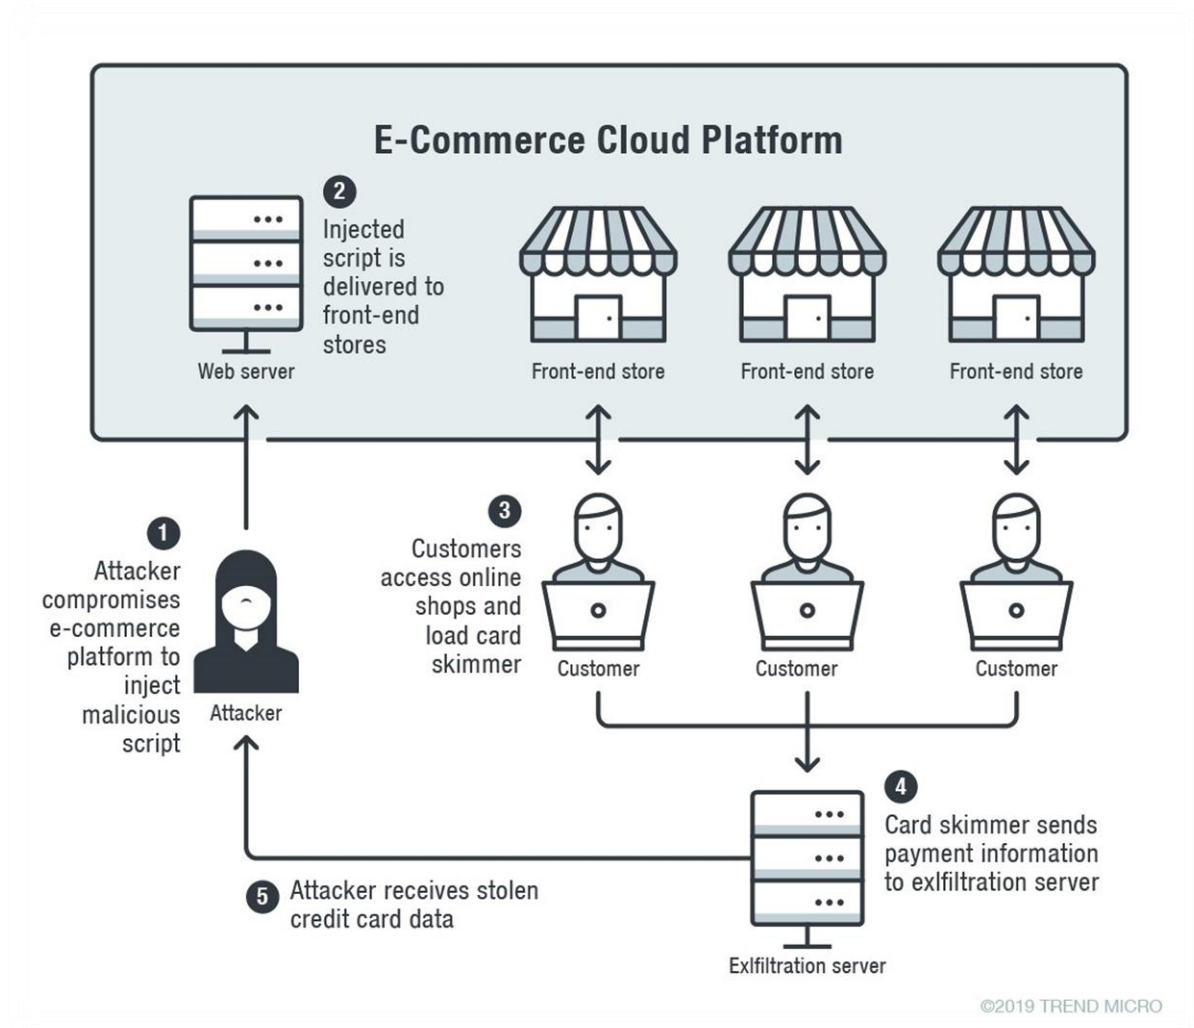 E-Commerce Cloud Platform
2
Injected
script is
delivered to
front-end
stores
Web server
Front-end store
Front-end store
Front-end store
1
Attacker
compromises
e-commerce
platform to
inject
malicious
script
Attacker
3
Customers
access online
shops and
load card
skimmer
Customer
Customer
Customer
4
Card skimmer sends
payment information
to exlfiltration server
Exlfiltration server
5
Attacker receives stolen
credit card data
©2019 TREND MICRO